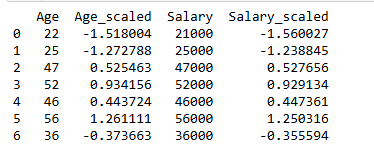 Age Age_scaled Salary Salary_scaled
0 22 -1.518004 21000 -1.560027
1 25 -1.272788 25000 -1.238845
2 47 0.525463 47000 0.527656
3 52 0.934156 52000 0.929134
4 46 0.443724 46000 0.447361
5 56 1.261111 56000 1.250316
6 36 -0.373663 36000 -0.355594